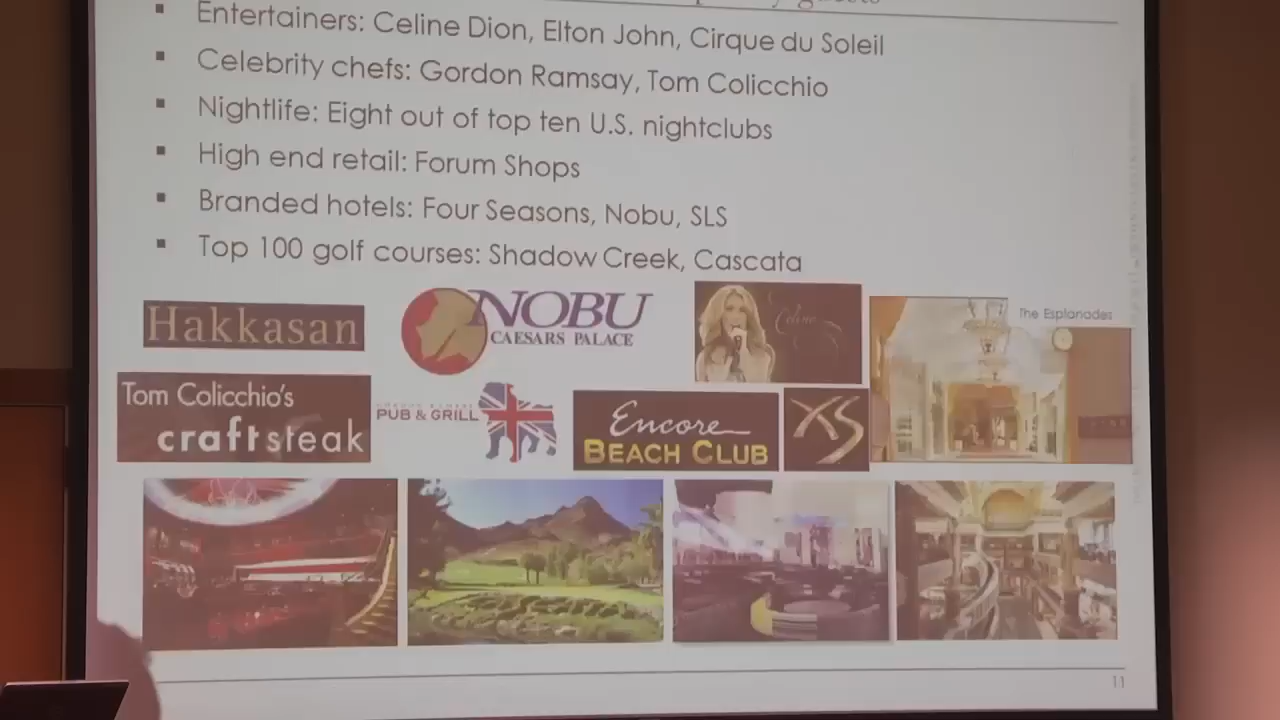 Entertainers: Celine Dion, Elton John, Cirque du Soleil
Celebrity chefs: Gordon Ramsay, Tom Colicchio
Nightlife: Eight out of top ten U.S. nightclubs
High end retail: Forum Shops
Branded hotels: Four Seasons, Nobu, SLS
Top 100 golf courses: Shadow Creek, Cascata
Hakkasan
NOBU
CAESARS PALACE
Celine
The Esplanades
Tom Colicchio's
craftsteak
PUB & GRILL
Encore
BEACH CLUB
XS
11